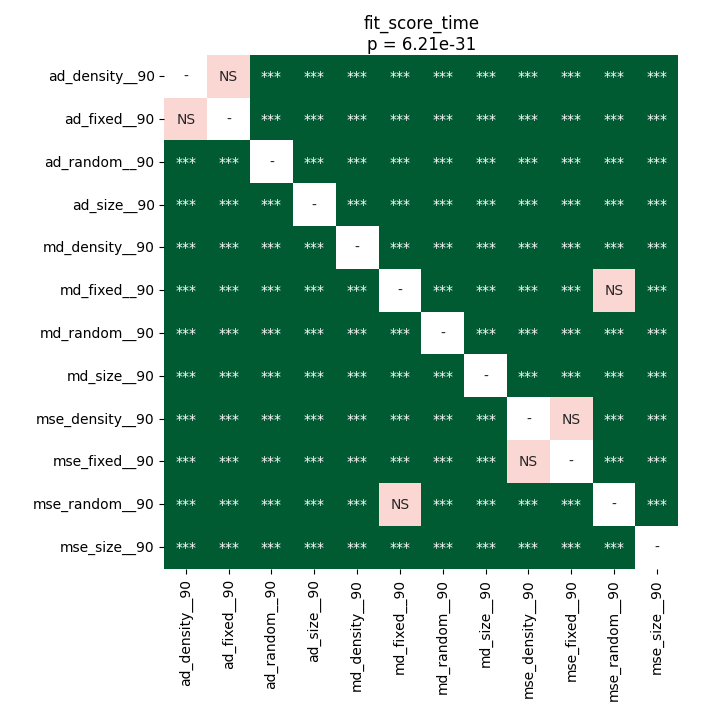 fit_score_time
p = 6.21e-31
ad_density__90 - NS *** *** *** *** *** *** *** *** *** ***
ad_fixed__90 NS - *** *** *** *** *** *** *** *** *** ***
ad_random__90 *** *** - *** *** *** *** *** *** *** *** ***
ad_size__90 *** *** *** - *** *** *** *** *** *** *** ***
md_density__90 *** *** *** *** - *** *** *** *** *** *** ***
md_fixed__90 *** *** *** *** *** - *** *** *** *** NS ***
md_random__90 *** *** *** *** *** *** - *** *** *** *** ***
md_size__90 *** *** *** *** *** *** *** - *** *** *** ***
mse_density__90 *** *** *** *** *** *** *** *** - NS *** ***
mse_fixed__90 *** *** *** *** *** *** *** *** NS - *** ***
mse_random__90 *** *** *** *** *** NS *** *** *** *** - ***
mse_size__90 *** *** *** *** *** *** *** *** *** *** *** -
ad_density__90
ad_fixed__90
ad_random__90
ad_size__90
md_density__90
md_fixed__90
md_random__90
md_size__90
mse_density__90
mse_fixed__90
mse_random__90
mse_size__90